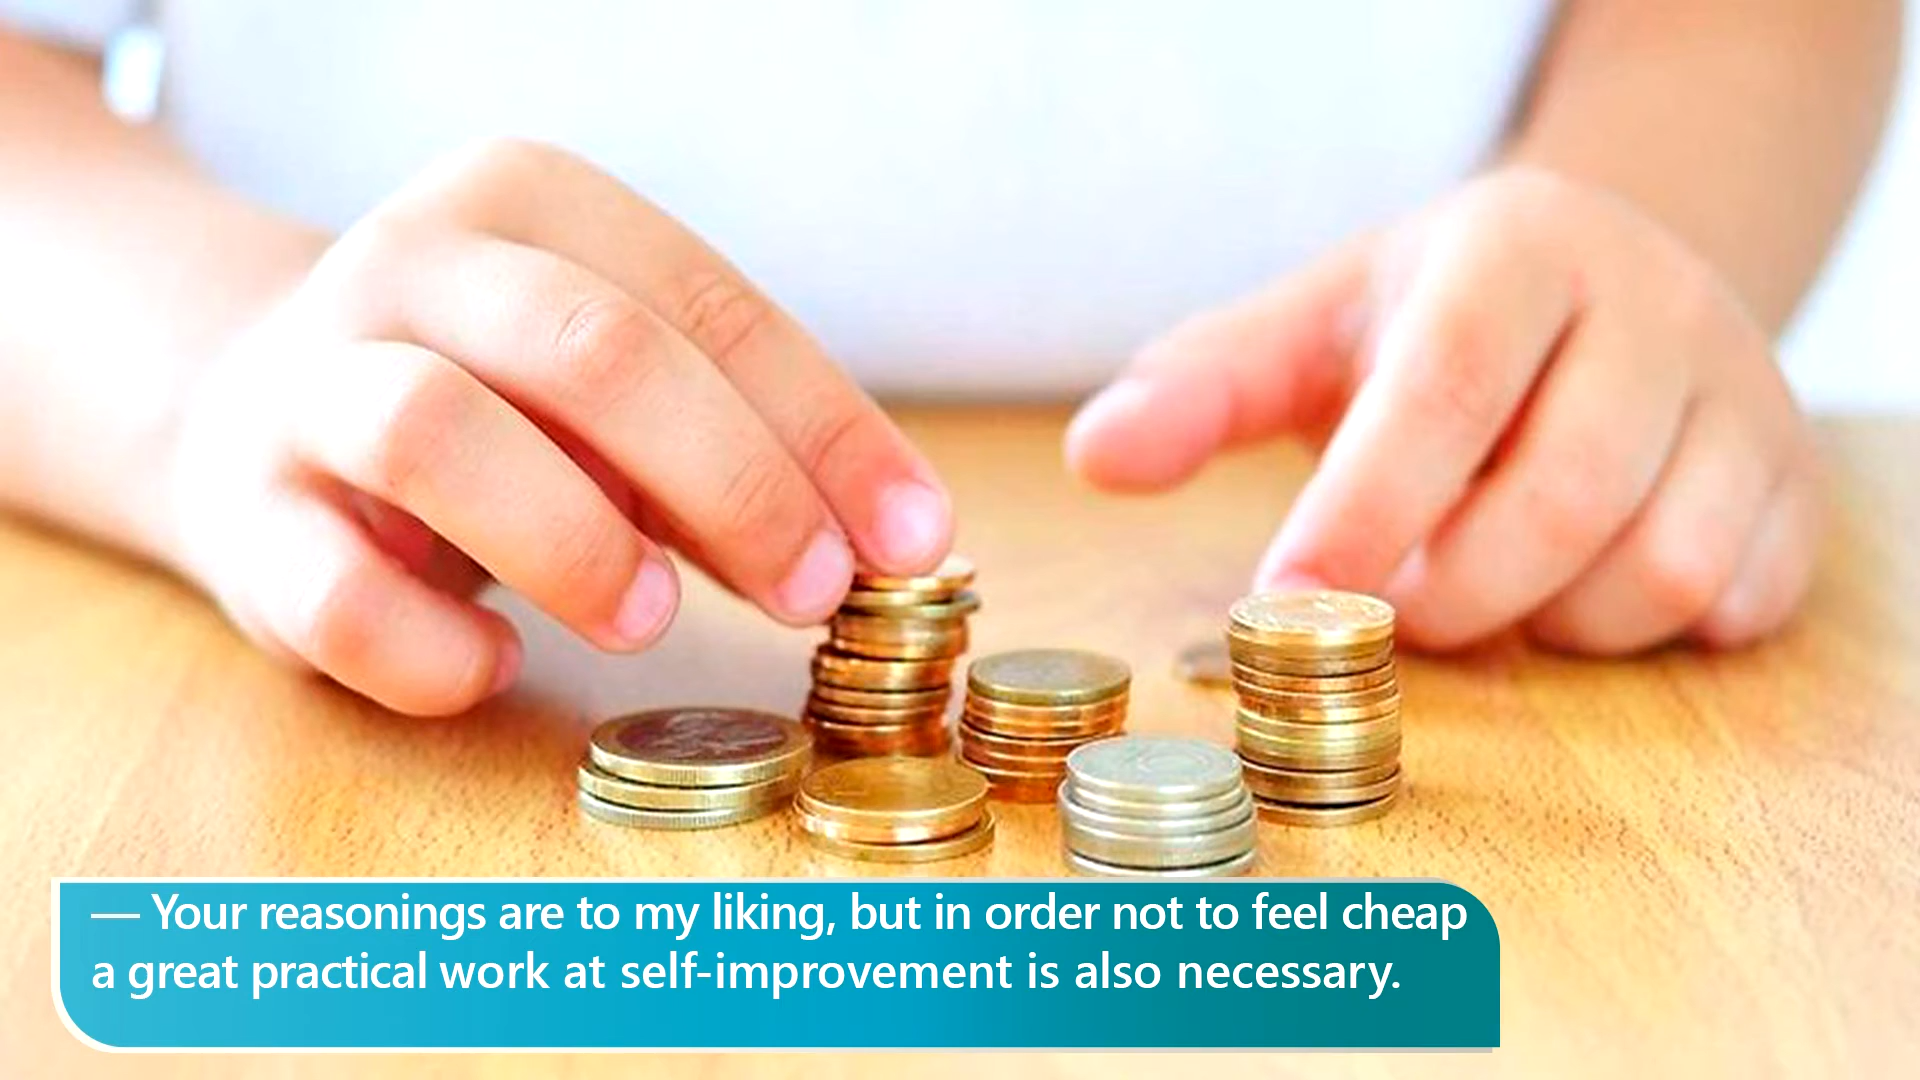 — Your reasonings are to my liking, but in order not to feel cheap
a great practical work at self-improvement is also necessary.